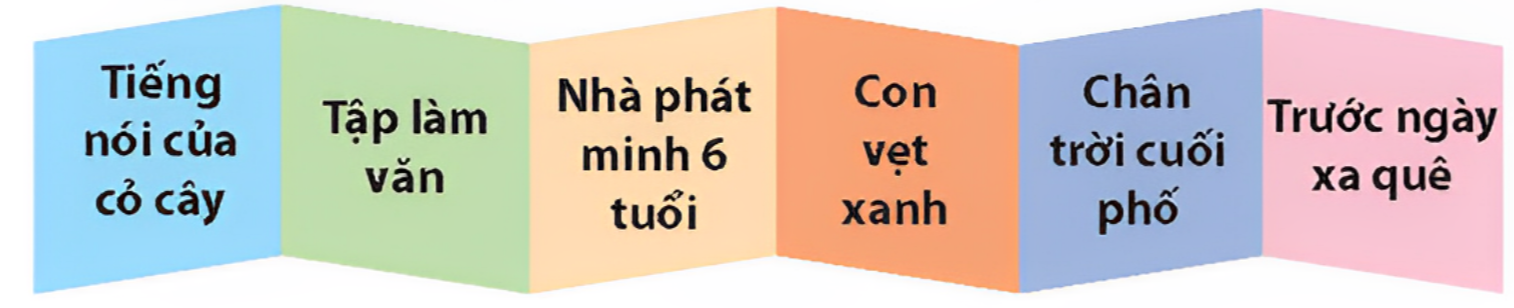 Tiếng
nói của
cỏ cây
Tập làm
văn
Nhà phát
minh 6
tuổi
Con
vẹt
xanh
Chân
trời cuối
phố
Trước ngày
xa quê